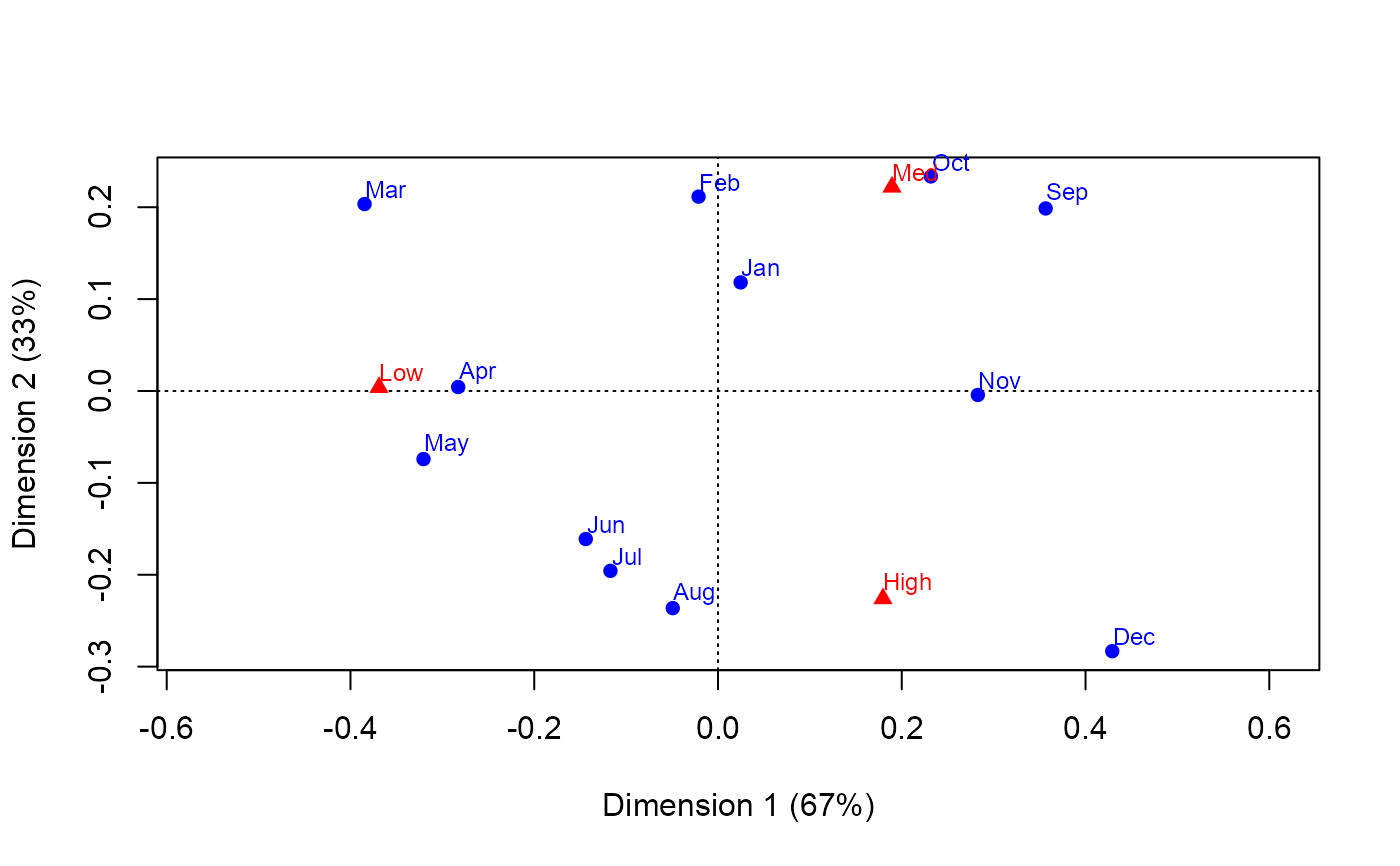 Oct
Med
Feb
Mar
Sep
Jan
Low
Apr
Nov
May
Jun
Jul
High
Aug
Dec
0.2
0.1
0.0
-0.1
-0.2
-0.3
Dimension 2 (33%)
-0.6
-0.4
-0.2
0.0
0.2
0.4
0.6
Dimension 1 (67%)